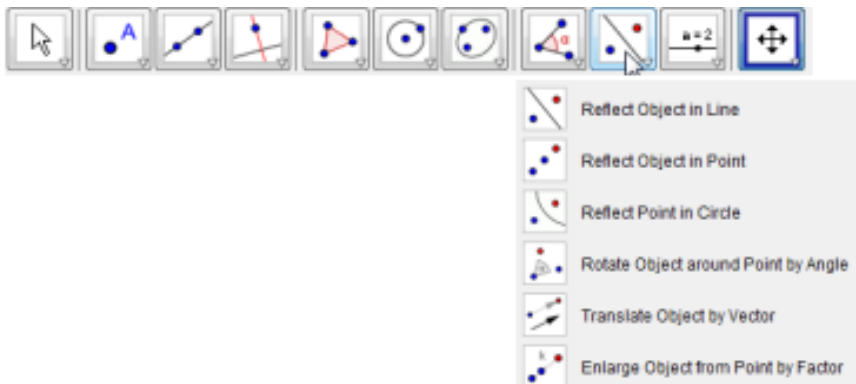 A
α
a = 2
Reflect Object in Line
Reflect Object in Point
Reflect Point in Circle
Rotate Object around Point by Angle
Translate Object by Vector
k
Enlarge Object from Point by Factor